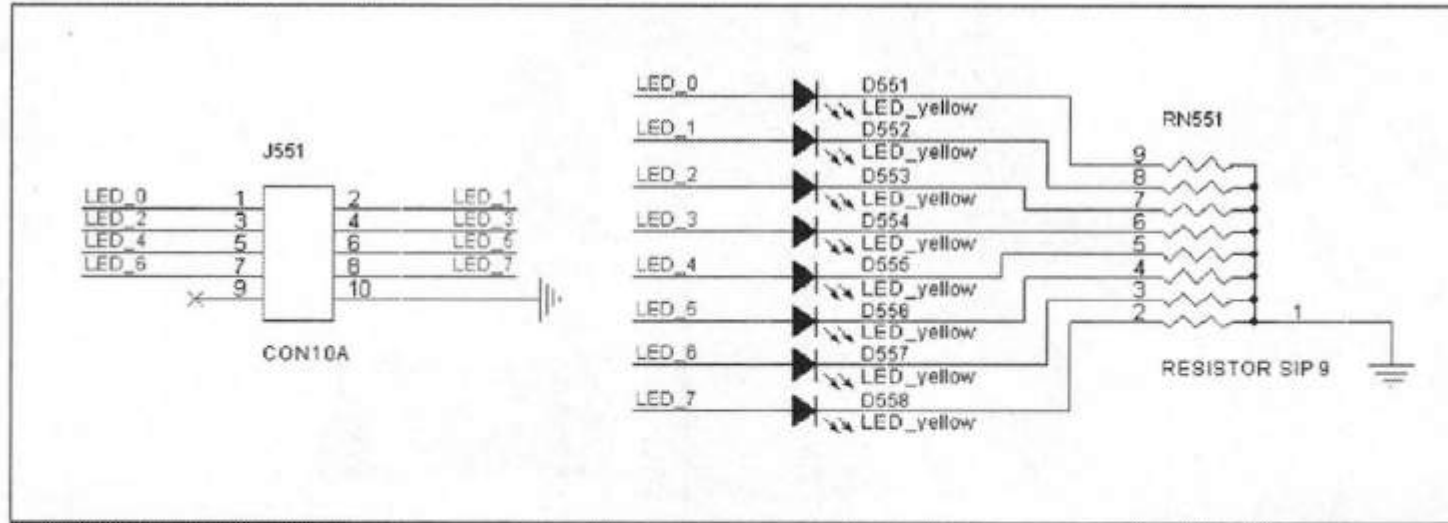 J551
LED_0 1 2 LED_1
LED_2 3 4 LED_3
LED_4 5 6 LED_5
LED_6 7 8 LED_7
9 10
CON10A
LED_0 D551
LED_yellow
LED_1 D552
LED_yellow
LED_2 D553
LED_yellow
LED_3 D554
LED_yellow
LED_4 D555
LED_yellow
LED_5 D556
LED_yellow
LED_6 D557
LED_yellow
LED_7 D558
LED_yellow
RN551
9
8
7
6
5
4
3
2 1
RESISTOR SIP 9